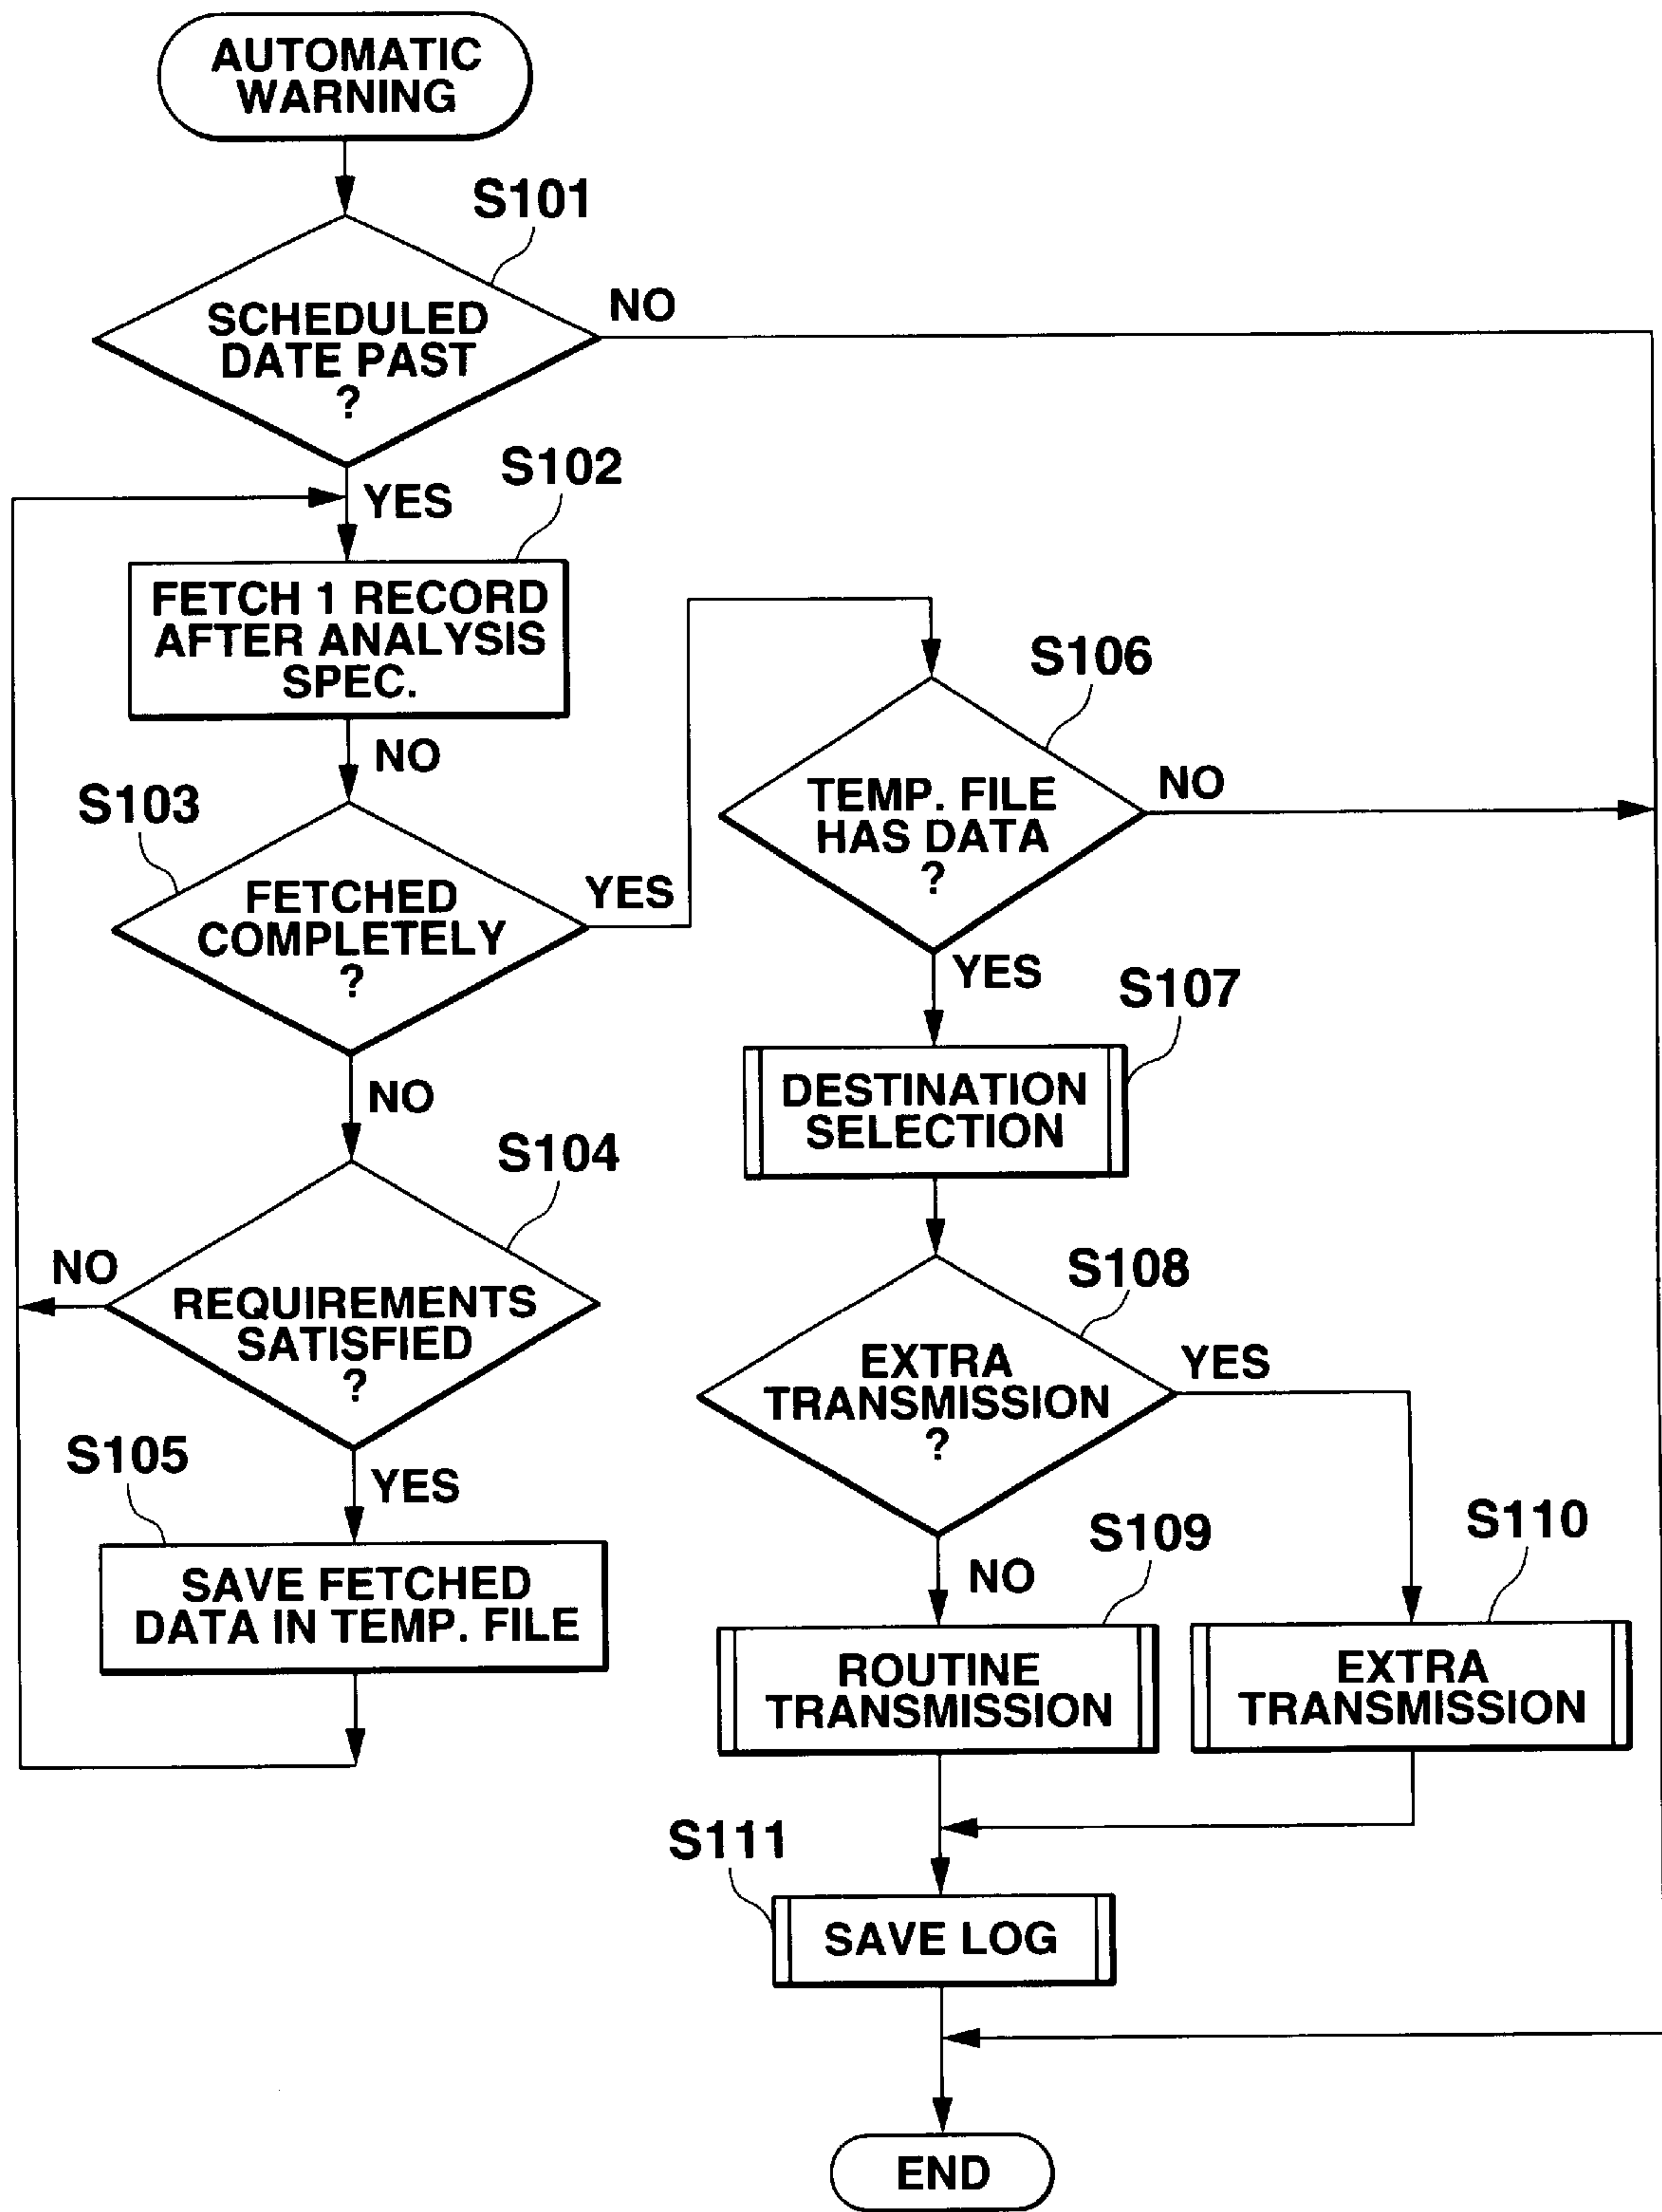 AUTOMATIC
WARNING
S101
SCHEDULED
DATE PAST
?
NO
YES
S102
FETCH 1 RECORD
AFTER ANALYSIS
SPEC.
NO
S103
FETCHED
COMPLETELY
?
YES
NO
S104
REQUIREMENTS
SATISFIED
?
NO
YES
S105
SAVE FETCHED
DATA IN TEMP. FILE
S106
TEMP. FILE
HAS DATA
?
NO
YES
S107
DESTINATION
SELECTION
S108
EXTRA
TRANSMISSION
?
YES
NO
S109
ROUTINE
TRANSMISSION
S110
EXTRA
TRANSMISSION
S111
SAVE LOG
END